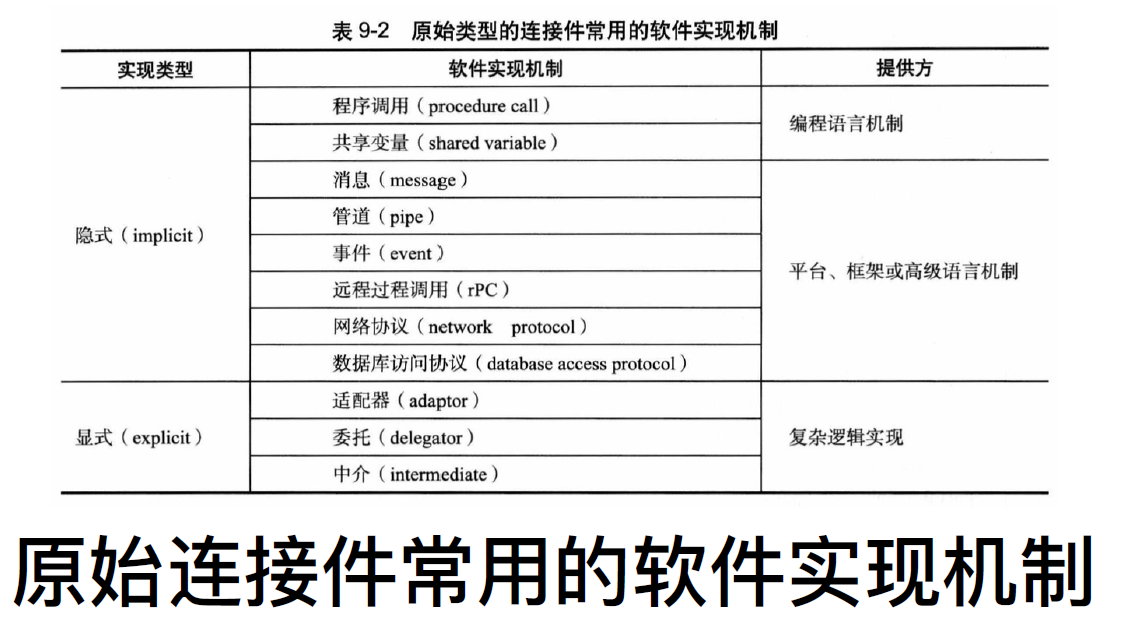 表 9-2 原始类型的连接件常用的软件实现机制
实现类型 软件实现机制 提供方
隐式（implicit） 程序调用（procedure call） 编程语言机制
共享变量（shared variable）
消息（message） 平台、框架或高级语言机制
管道（pipe）
事件（event）
远程过程调用（rPC）
网络协议（network protocol）
数据库访问协议（database access protocol）
显式（explicit） 适配器（adaptor） 复杂逻辑实现
委托（delegator）
中介（intermediate）
原始连接件常用的软件实现机制